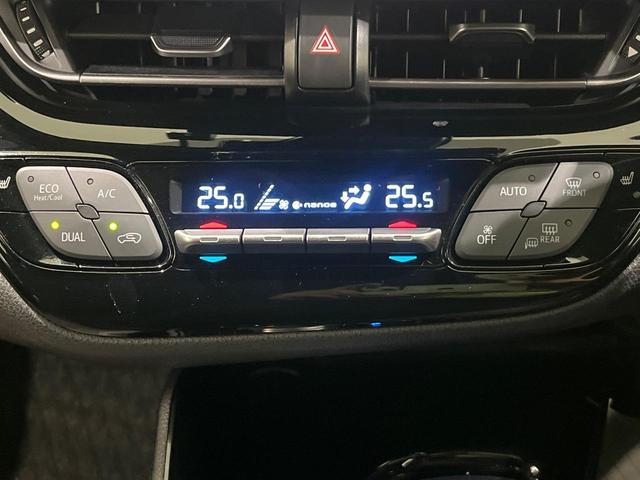 ECO
Heat/Cool
A/C
DUAL
25.0
nanoe
25.5
AUTO
FRONT
OFF
REAR